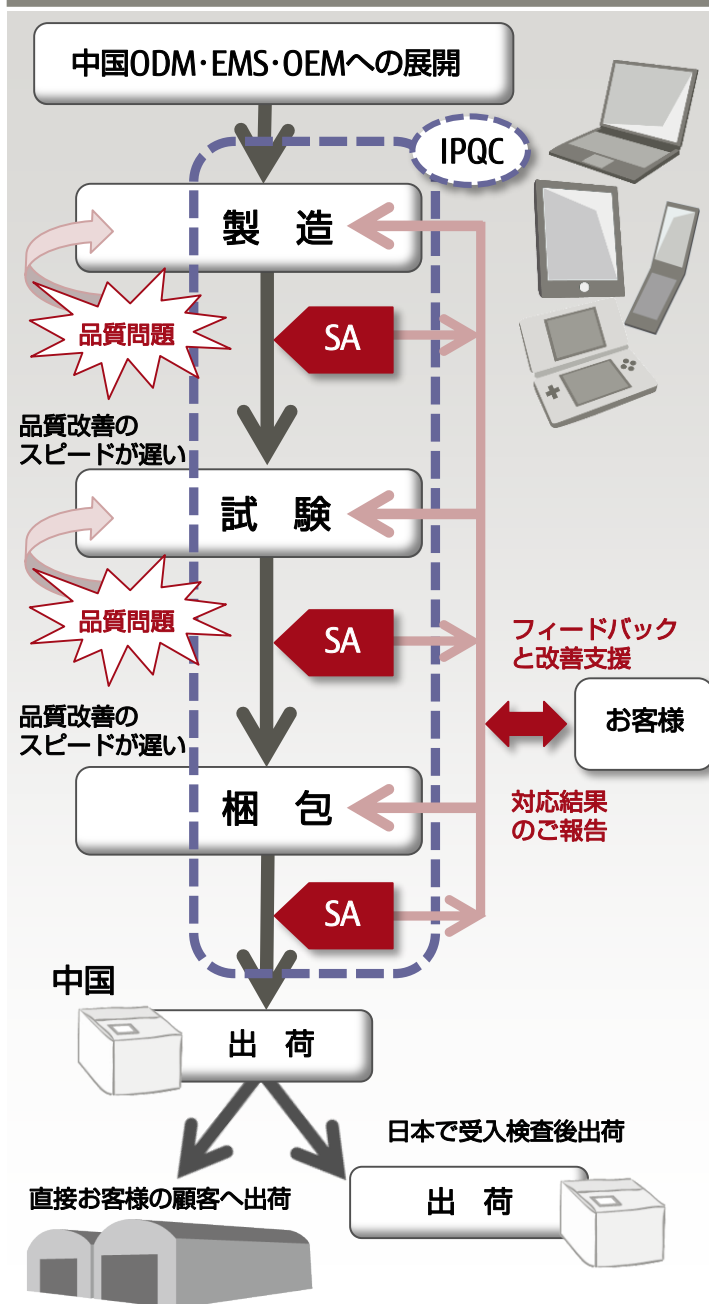 中国ODM・EMS・OEMへの展開
IPQC
製 造
品質問題
SA
品質改善の
スピードが遅い
試 験
品質問題
SA
フィードバック
と改善支援
お客様
品質改善の
スピードが遅い
梱 包
対応結果
のご報告
SA
中国
出 荷
日本で受入検査後出荷
直接お客様の顧客へ出荷
出 荷